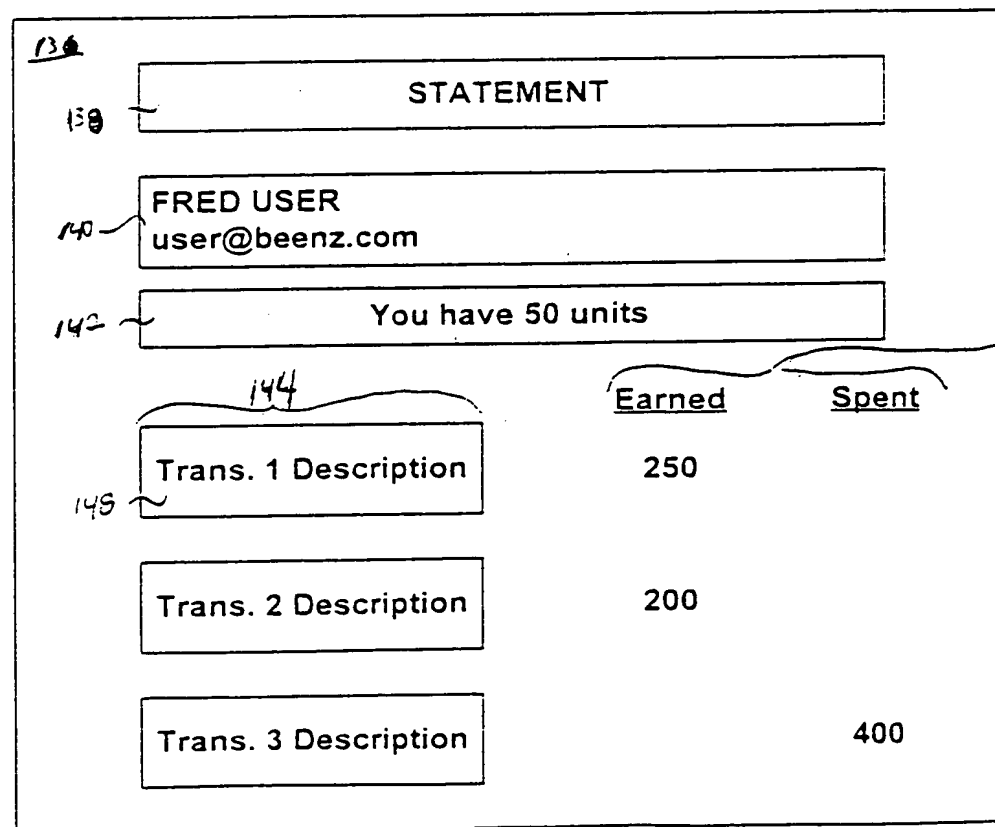 136
STATEMENT
138
FRED USER
user@beenz.com
140
You have 50 units
142
144
Earned Spent
Trans. 1 Description 250
148
Trans. 2 Description 200
Trans. 3 Description 400